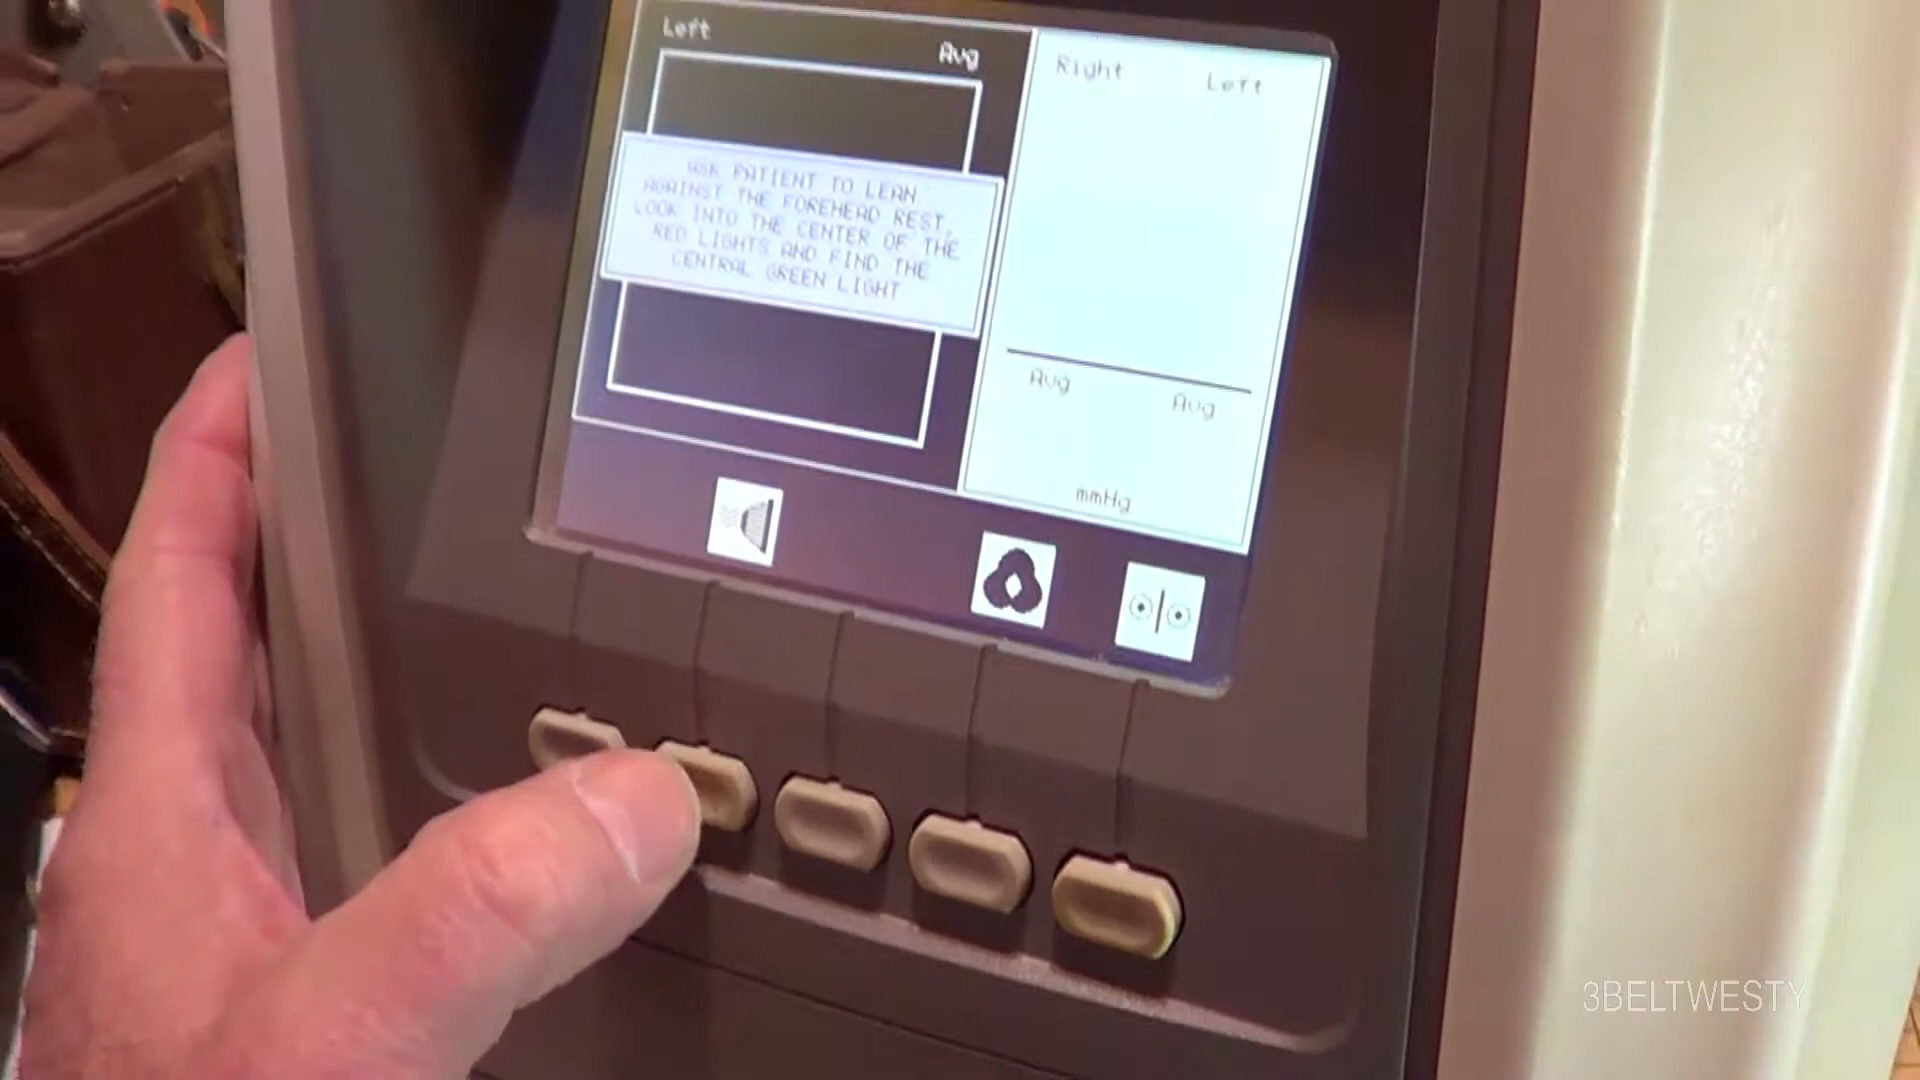 Left
Avg
ASK PATIENT TO LEAN
AGAINST THE FOREHEAD REST,
LOOK INTO THE CENTER OF THE
RED LIGHTS AND FIND THE
CENTRAL GREEN LIGHT
Right Left
Avg Avg
mmHg
3BELTWESTY